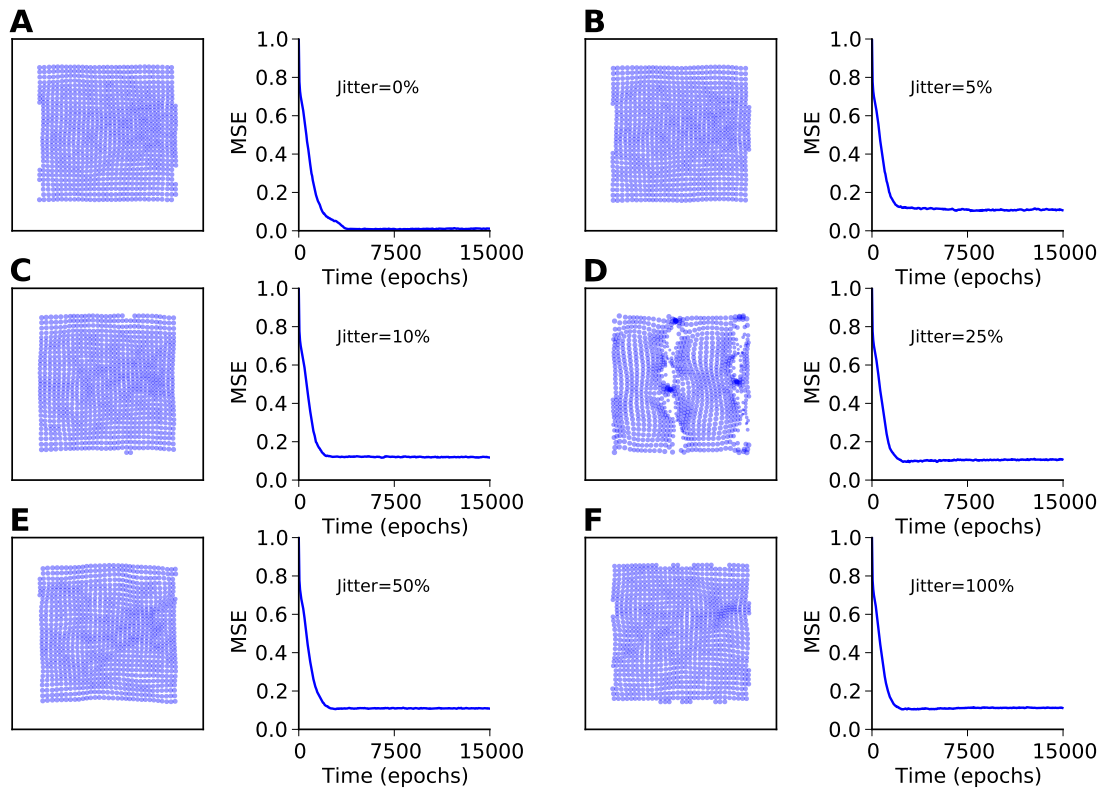 A
MSE
1.0
0.8
0.6
0.4
0.2
0.0
Jitter=0%
0 7500 15000
Time (epochs)
B
MSE
1.0
0.8
0.6
0.4
0.2
0.0
Jitter=5%
0 7500 15000
Time (epochs)
C
MSE
1.0
0.8
0.6
0.4
0.2
0.0
Jitter=10%
0 7500 15000
Time (epochs)
D
MSE
1.0
0.8
0.6
0.4
0.2
0.0
Jitter=25%
0 7500 15000
Time (epochs)
E
MSE
1.0
0.8
0.6
0.4
0.2
0.0
Jitter=50%
0 7500 15000
Time (epochs)
F
MSE
1.0
0.8
0.6
0.4
0.2
0.0
Jitter=100%
0 7500 15000
Time (epochs)